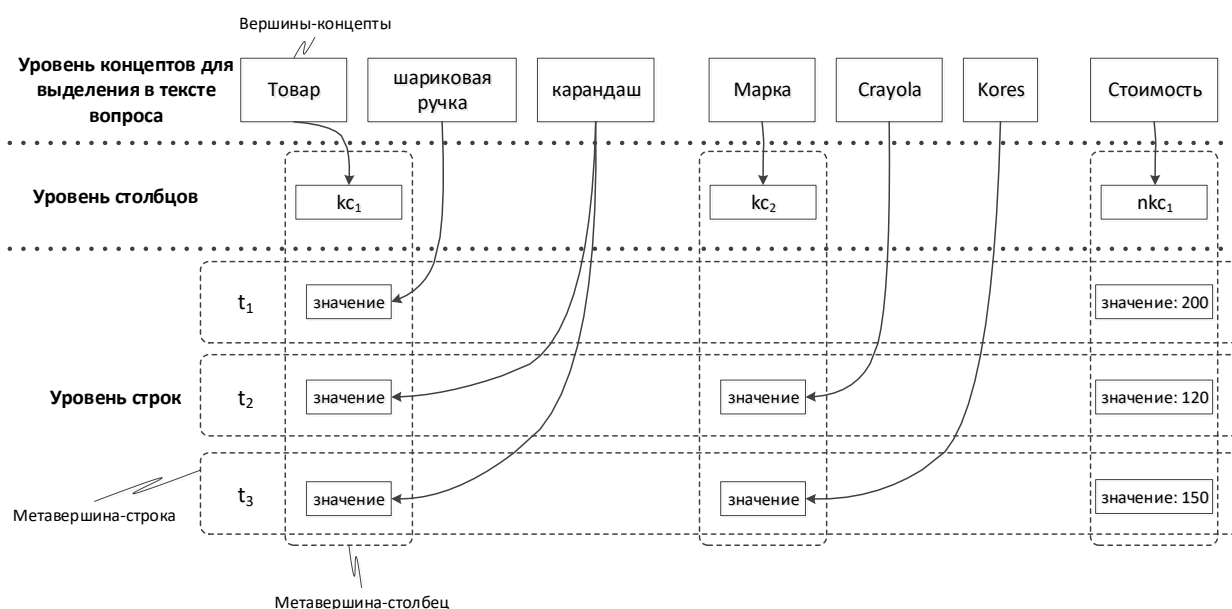 Вершины-концепты
Уровень концептов для
выделения в тексте
вопроса
Товар
шариковая
ручка
карандаш
Марка
Crayola
Kores
Стоимость
Уровень столбцов
kc₁
kc₂
nkc₁
t₁
значение
значение: 200
Уровень строк
t₂
значение
значение
значение: 120
t₃
значение
значение
значение: 150
Метавершина-строка
Метавершина-столбец